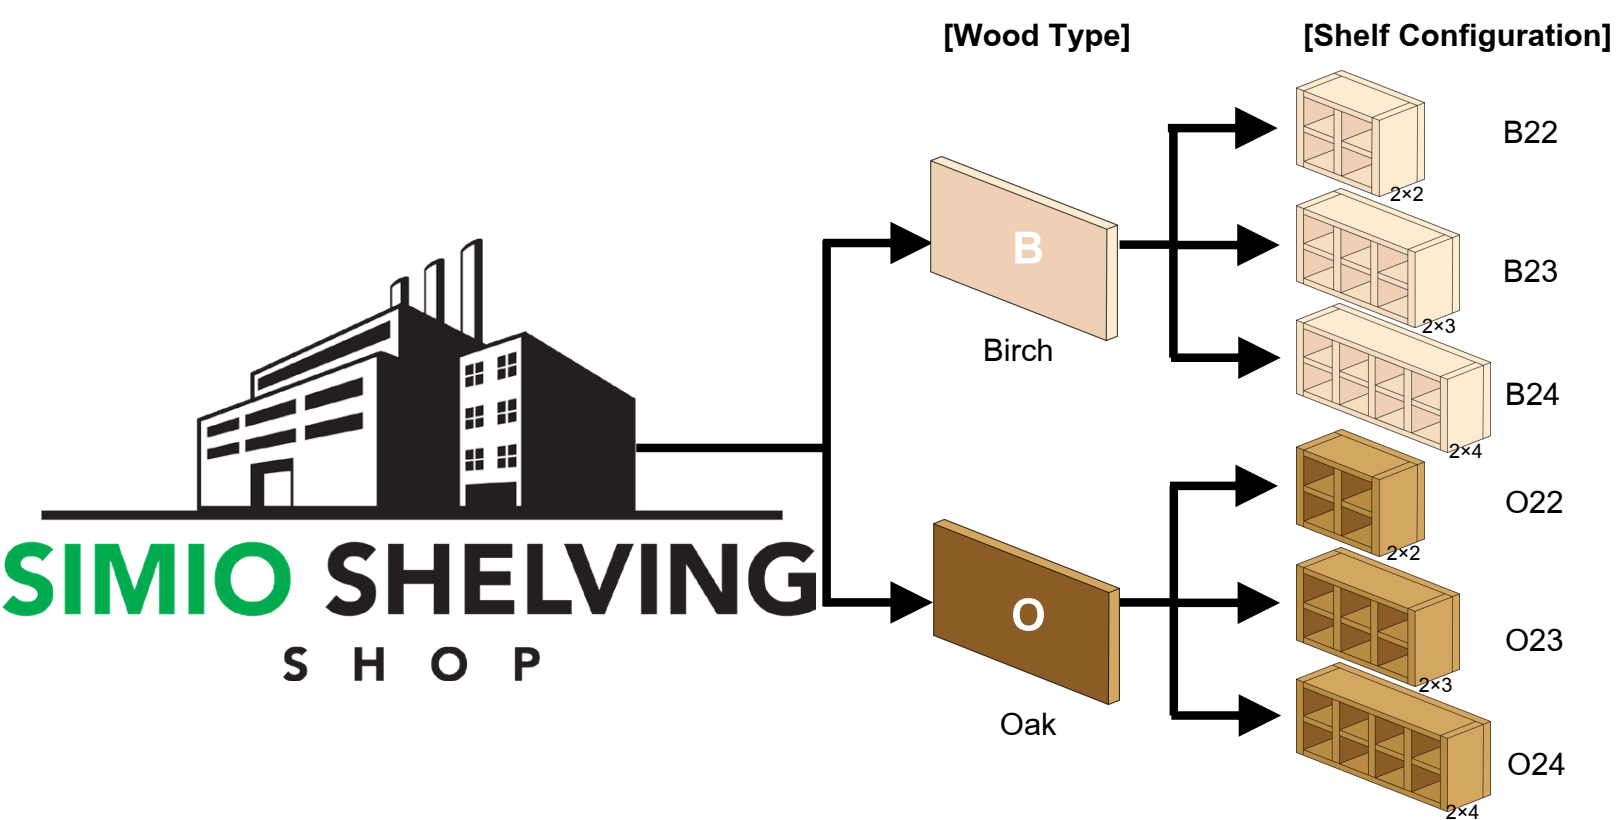 [Wood Type]
[Shelf Configuration]
B
Birch
2×2
B22
2×3
B23
2×4
B24
SIMIO SHELVING
SHOP
O
Oak
2×2
O22
2×3
O23
2×4
O24